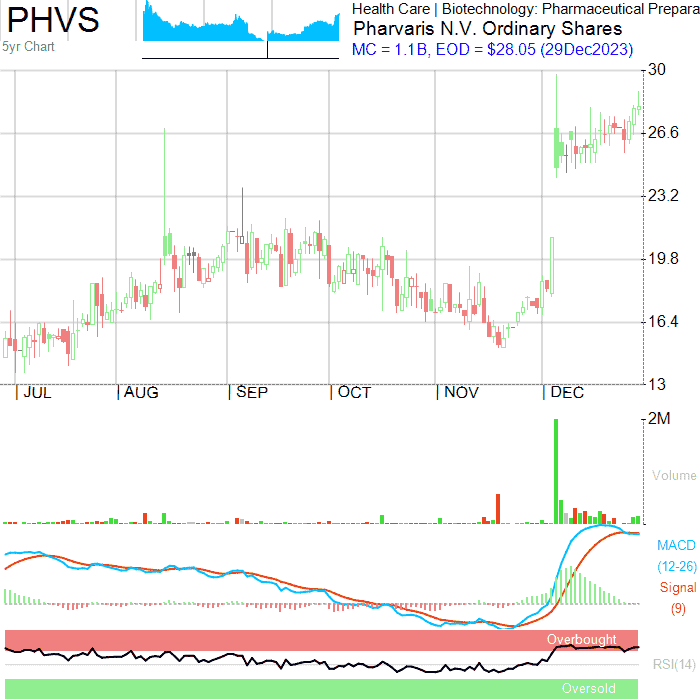 PHVS
5yr Chart
Health Care | Biotechnology: Pharmaceutical Prepara
Pharvaris N.V. Ordinary Shares
MC = 1.1B, EOD = $28.05 (29Dec2023)
30
26.6
23.2
19.8
16.4
13
| JUL | AUG | SEP | OCT | NOV | DEC
2M
Volume
MACD
(12-26)
Signal
(9)
Overbought
RSI(14)
Oversold